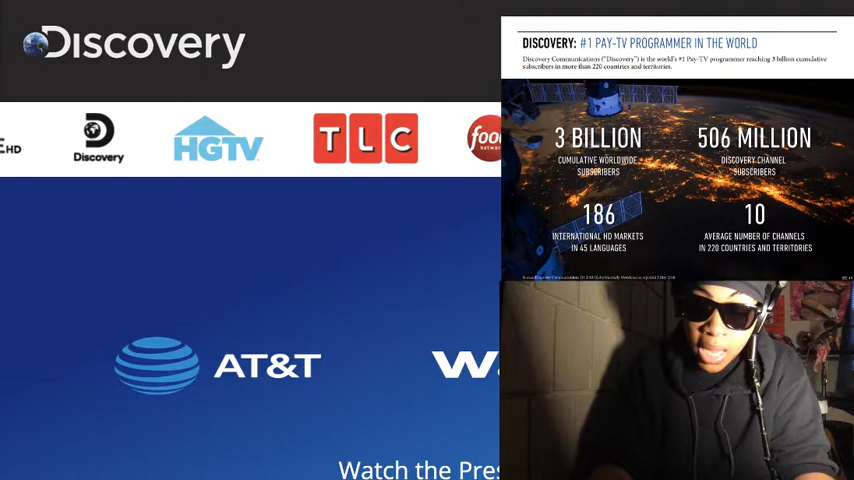 Discovery
HD
Discovery
HGTV
TLC
food
network
AT&T
W
Watch the Pres
DISCOVERY: #1 PAY-TV PROGRAMMER IN THE WORLD
Discovery Communications ("Discovery") is the world's #1 Pay-TV programmer reaching 3 billion cumulative
subscribers in more than 220 countries and territories.
3 BILLION
CUMULATIVE WORLDWIDE
SUBSCRIBERS
506 MILLION
DISCOVERY CHANNEL
SUBSCRIBERS
186
INTERNATIONAL HD MARKETS
IN 45 LANGUAGES
10
AVERAGE NUMBER OF CHANNELS
IN 220 COUNTRIES AND TERRITORIES